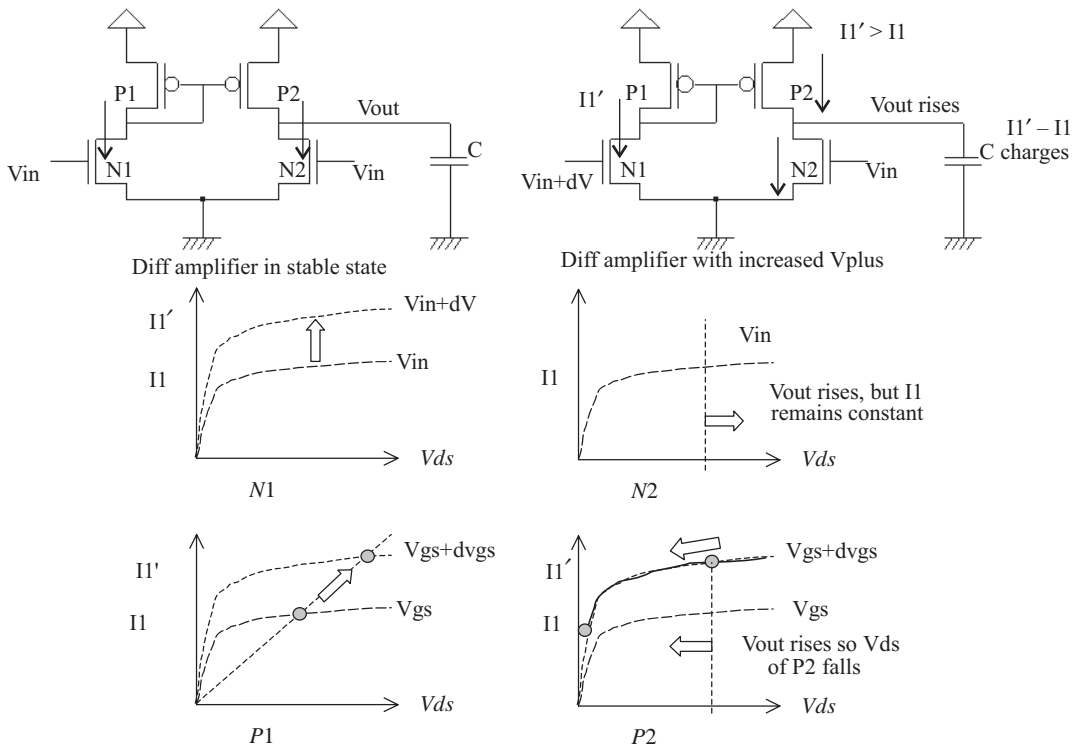 P1
P2
Vout
N1
N2
Vin
Vin
C
Diff amplifier in stable state
I1′ > I1
I1′
P1
P2
Vout rises
I1′ – I1
C charges
Vin+dV
N1
N2
Vin
Diff amplifier with increased Vplus
I1′
I1
Vin+dV
Vin
Vds
N1
I1
Vin
Vout rises, but I1
remains constant
Vds
N2
I1'
I1
Vgs+dvgs
Vgs
Vds
P1
I1′
I1
Vgs+dvgs
Vgs
Vout rises so Vds
of P2 falls
Vds
P2